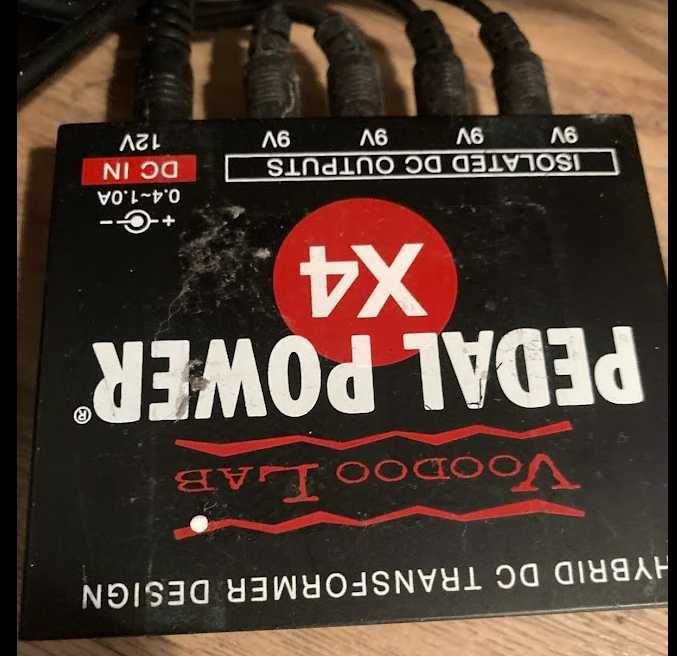 HYBRID DC TRANSFORMER DESIGN
VOODOO LAB
PEDAL POWER®
X4
+ -
0.4~1.0A
ISOLATED DC OUTPUTS DC IN
9V 9V 9V 9V 12V